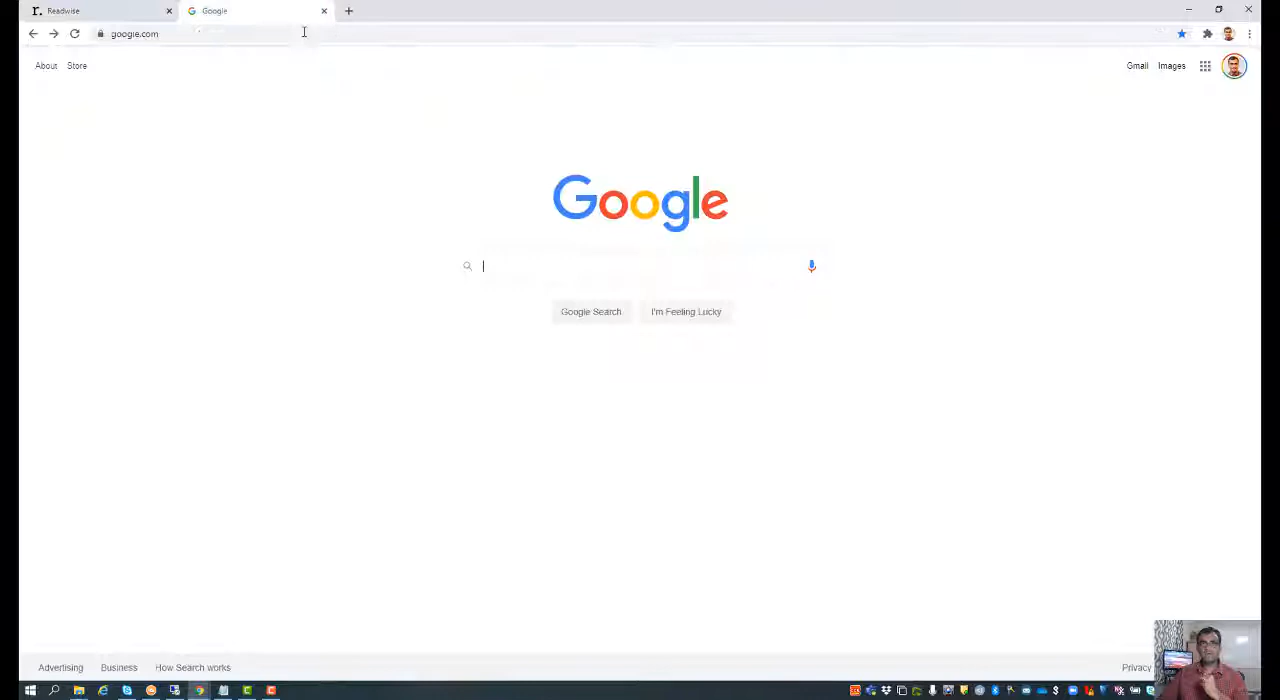 r. Readwise
Google
google.com
About Store
Gmail Images
Google
Google Search I'm Feeling Lucky
Advertising Business How Search works
Privacy